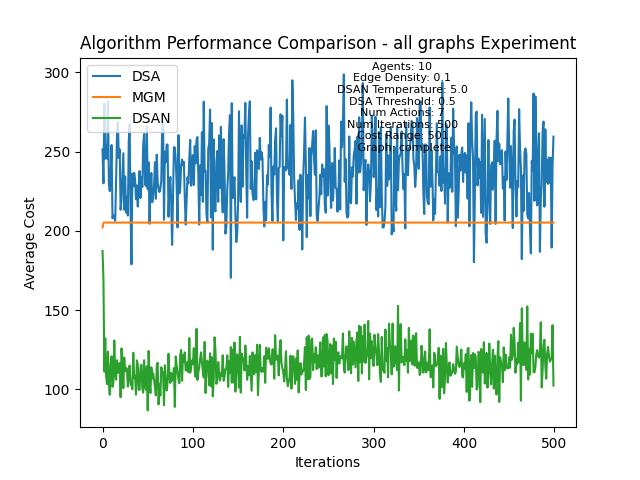 Algorithm Performance Comparison - all graphs Experiment
DSA
MGM
DSAN
Agents: 10
Edge Density: 0.1
DSAN Temperature: 5.0
DSA Threshold: 0.5
Num Actions: 7
Num Iterations: 500
Cost Range: 501
Graph: complete
Average Cost
300
250
200
150
100
0
100
200
300
400
500
Iterations